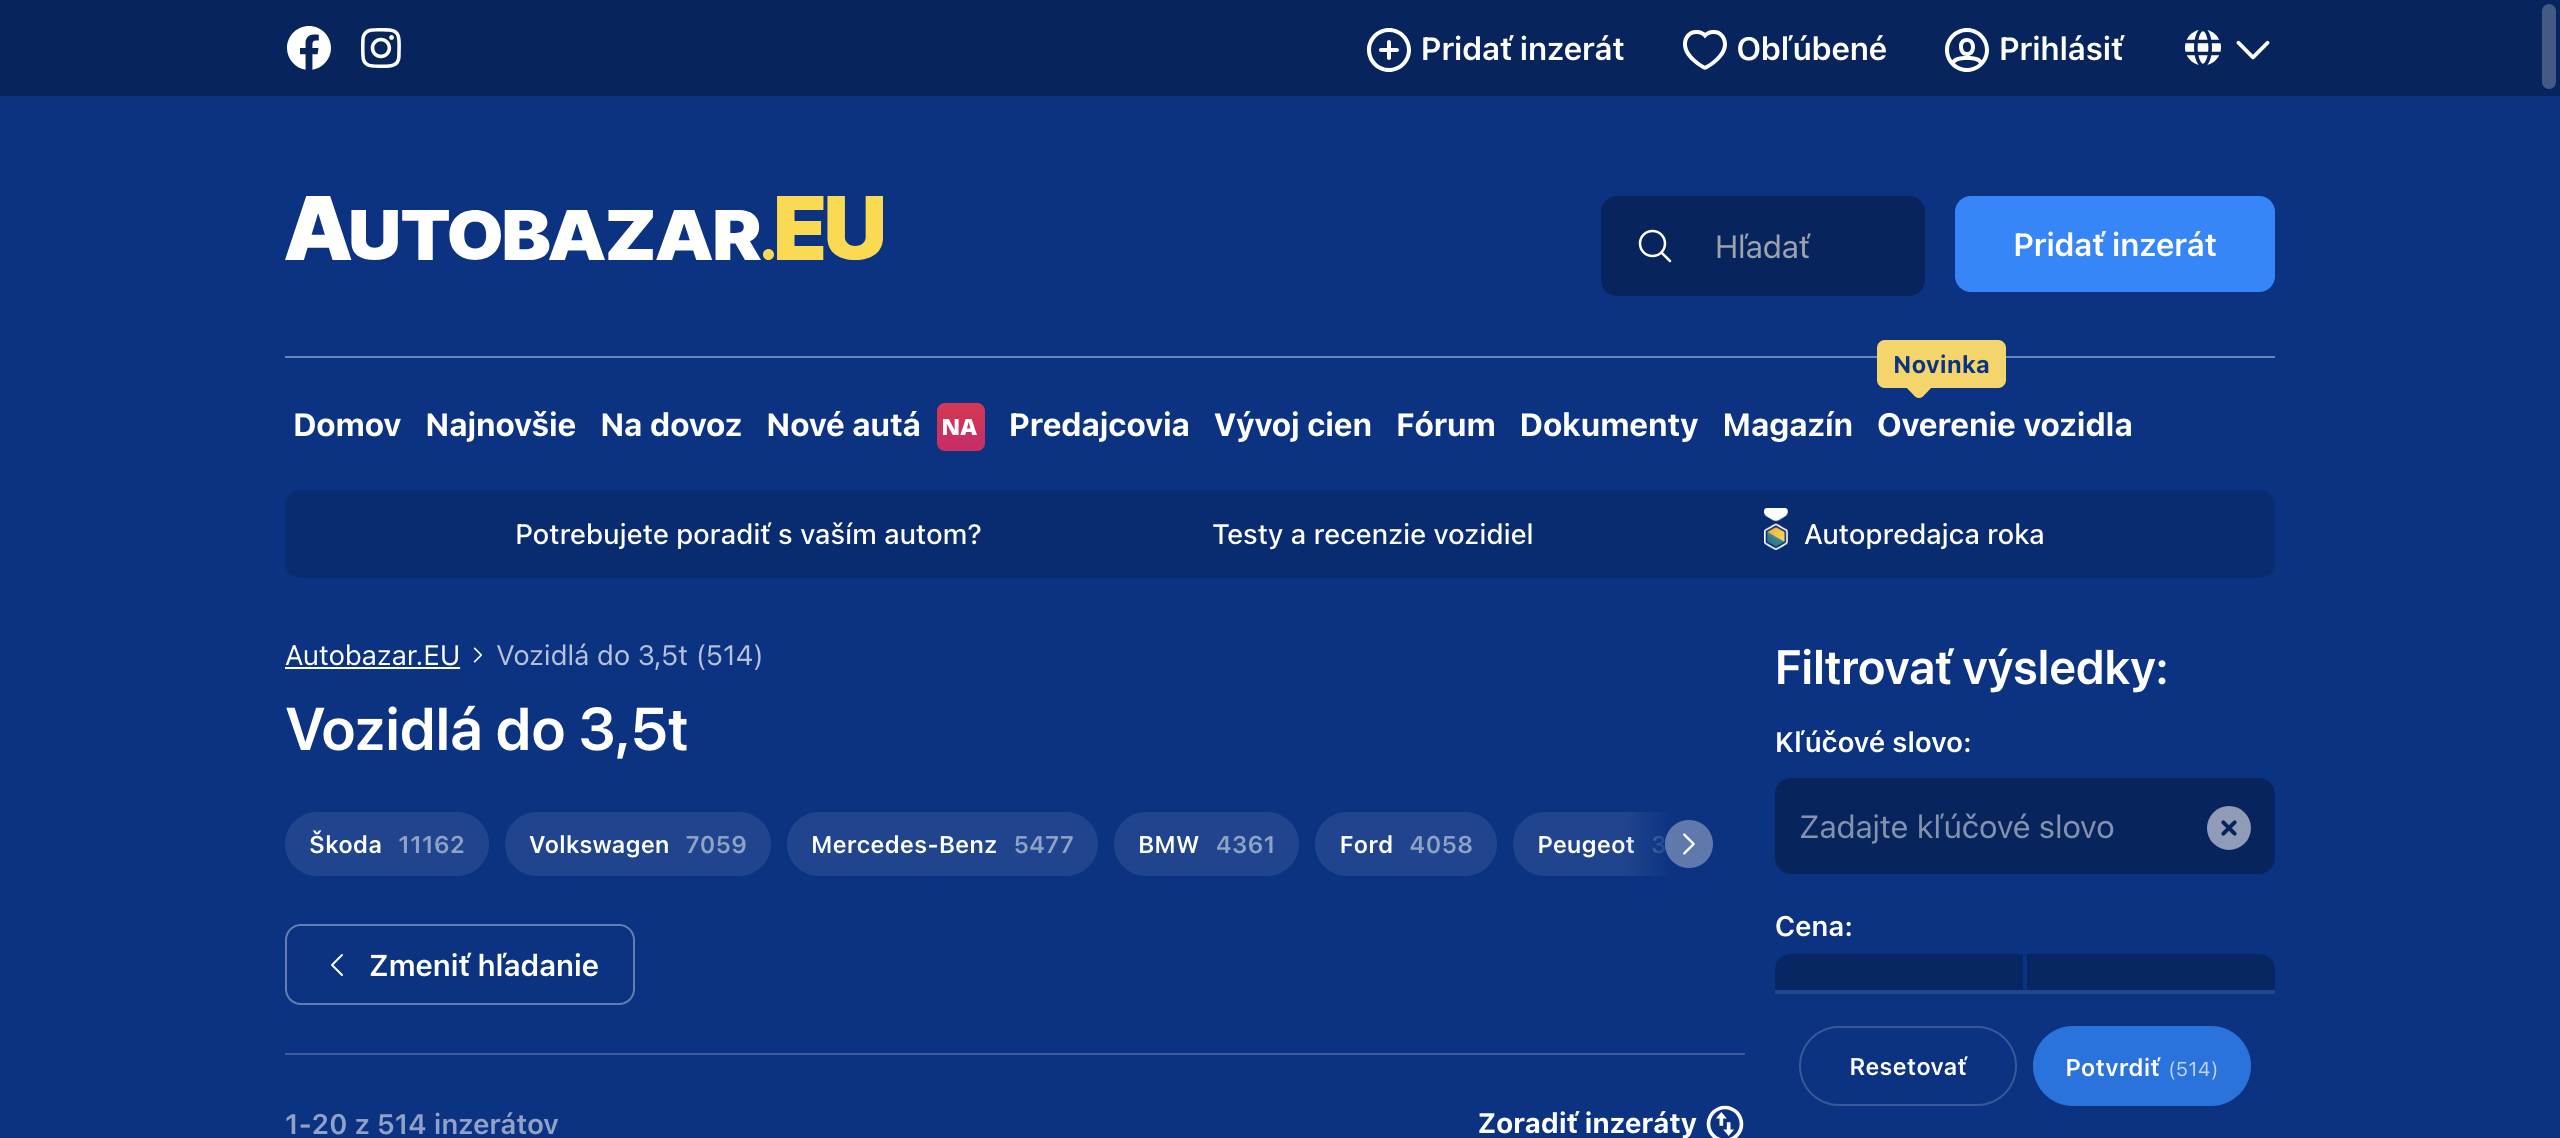 Pridať inzerát Obľúbené Prihlásiť
AUTOBAZAR.EU
Hľadať
Pridať inzerát
Novinka
Domov Najnovšie Na dovoz Nové autá NA Predajcovia Vývoj cien Fórum Dokumenty Magazín Overenie vozidla
Potrebujete poradiť s vaším autom? Testy a recenzie vozidiel Autopredajca roka
Autobazar.EU > Vozidlá do 3,5t (514)
Vozidlá do 3,5t
Škoda 11162 Volkswagen 7059 Mercedes-Benz 5477 BMW 4361 Ford 4058 Peugeot
Zmeniť hľadanie
1-20 z 514 inzerátov
Zoradiť inzeráty
Filtrovať výsledky:
Kľúčové slovo:
Zadajte kľúčové slovo
Cena:
Resetovať Potvrdiť (514)